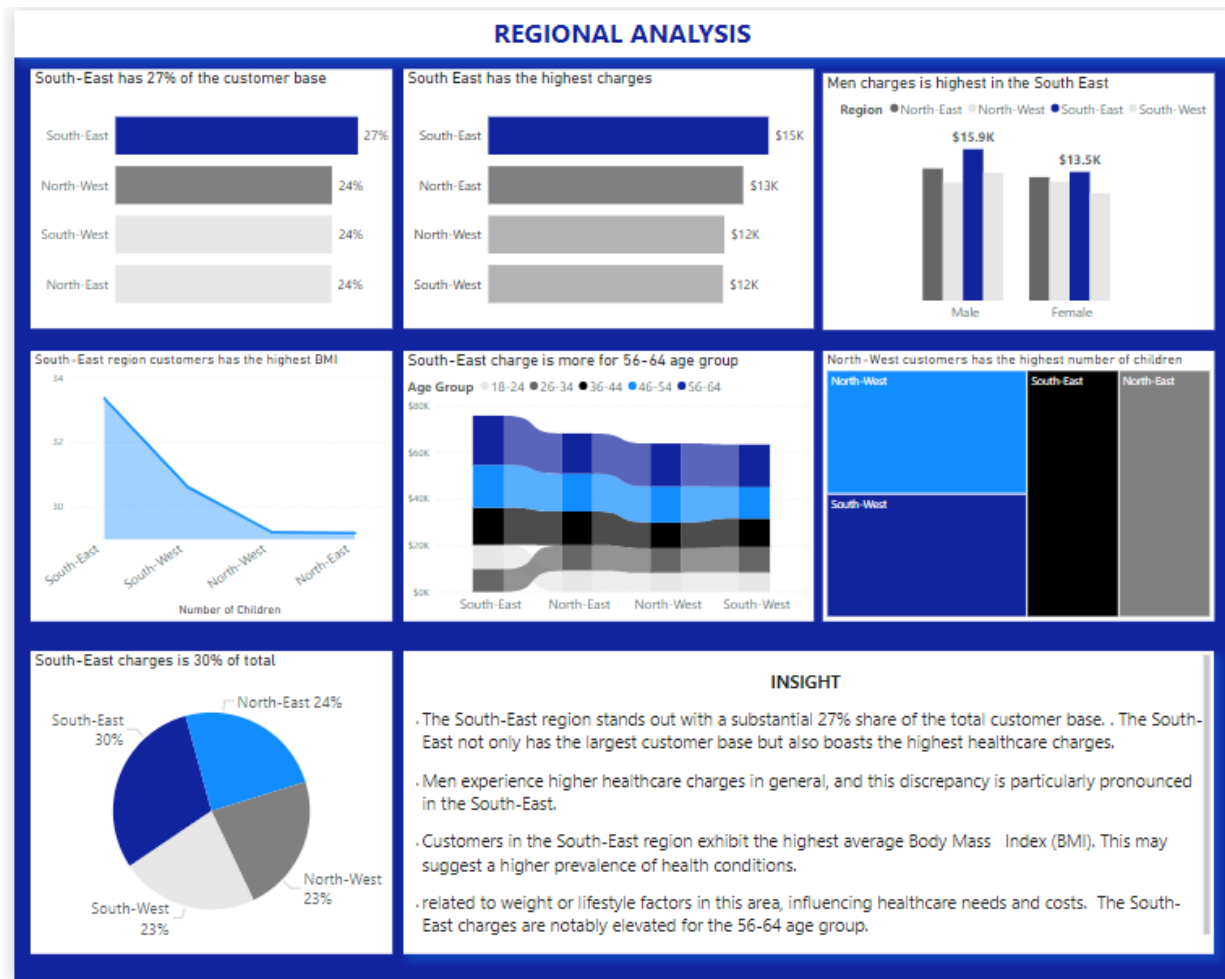 REGIONAL ANALYSIS
South-East has 27% of the customer base
South-East
27%
North-West
24%
South-West
24%
North-East
24%
South East has the highest charges
South-East
$15K
North-East
$13K
North-West
$12K
South-West
$12K
Men charges is highest in the South East
Region North-East North-West South-East South-West
$15.9K
$13.5K
Male
Female
South-East region customers has the highest BMI
34
32
30
South-East
South-West
North-West
North-East
Number of Children
South-East charge is more for 56-64 age group
Age Group 18-24 26-34 36-44 46-54 56-64
$80K
$60K
$40K
$20K
$0K
South-East
North-East
North-West
South-West
North-West customers has the highest number of children
North-West
South-East
North-East
South-West
South-East charges is 30% of total
North-East 24%
South-East
30%
North-West
23%
South-West
23%
INSIGHT
. The South-East region stands out with a substantial 27% share of the total customer base. . The South-
East not only has the largest customer base but also boasts the highest healthcare charges.
. Men experience higher healthcare charges in general, and this discrepancy is particularly pronounced
in the South-East.
. Customers in the South-East region exhibit the highest average Body Mass Index (BMI). This may
suggest a higher prevalence of health conditions.
. related to weight or lifestyle factors in this area, influencing healthcare needs and costs. The South-
East charges are notably elevated for the 56-64 age group.